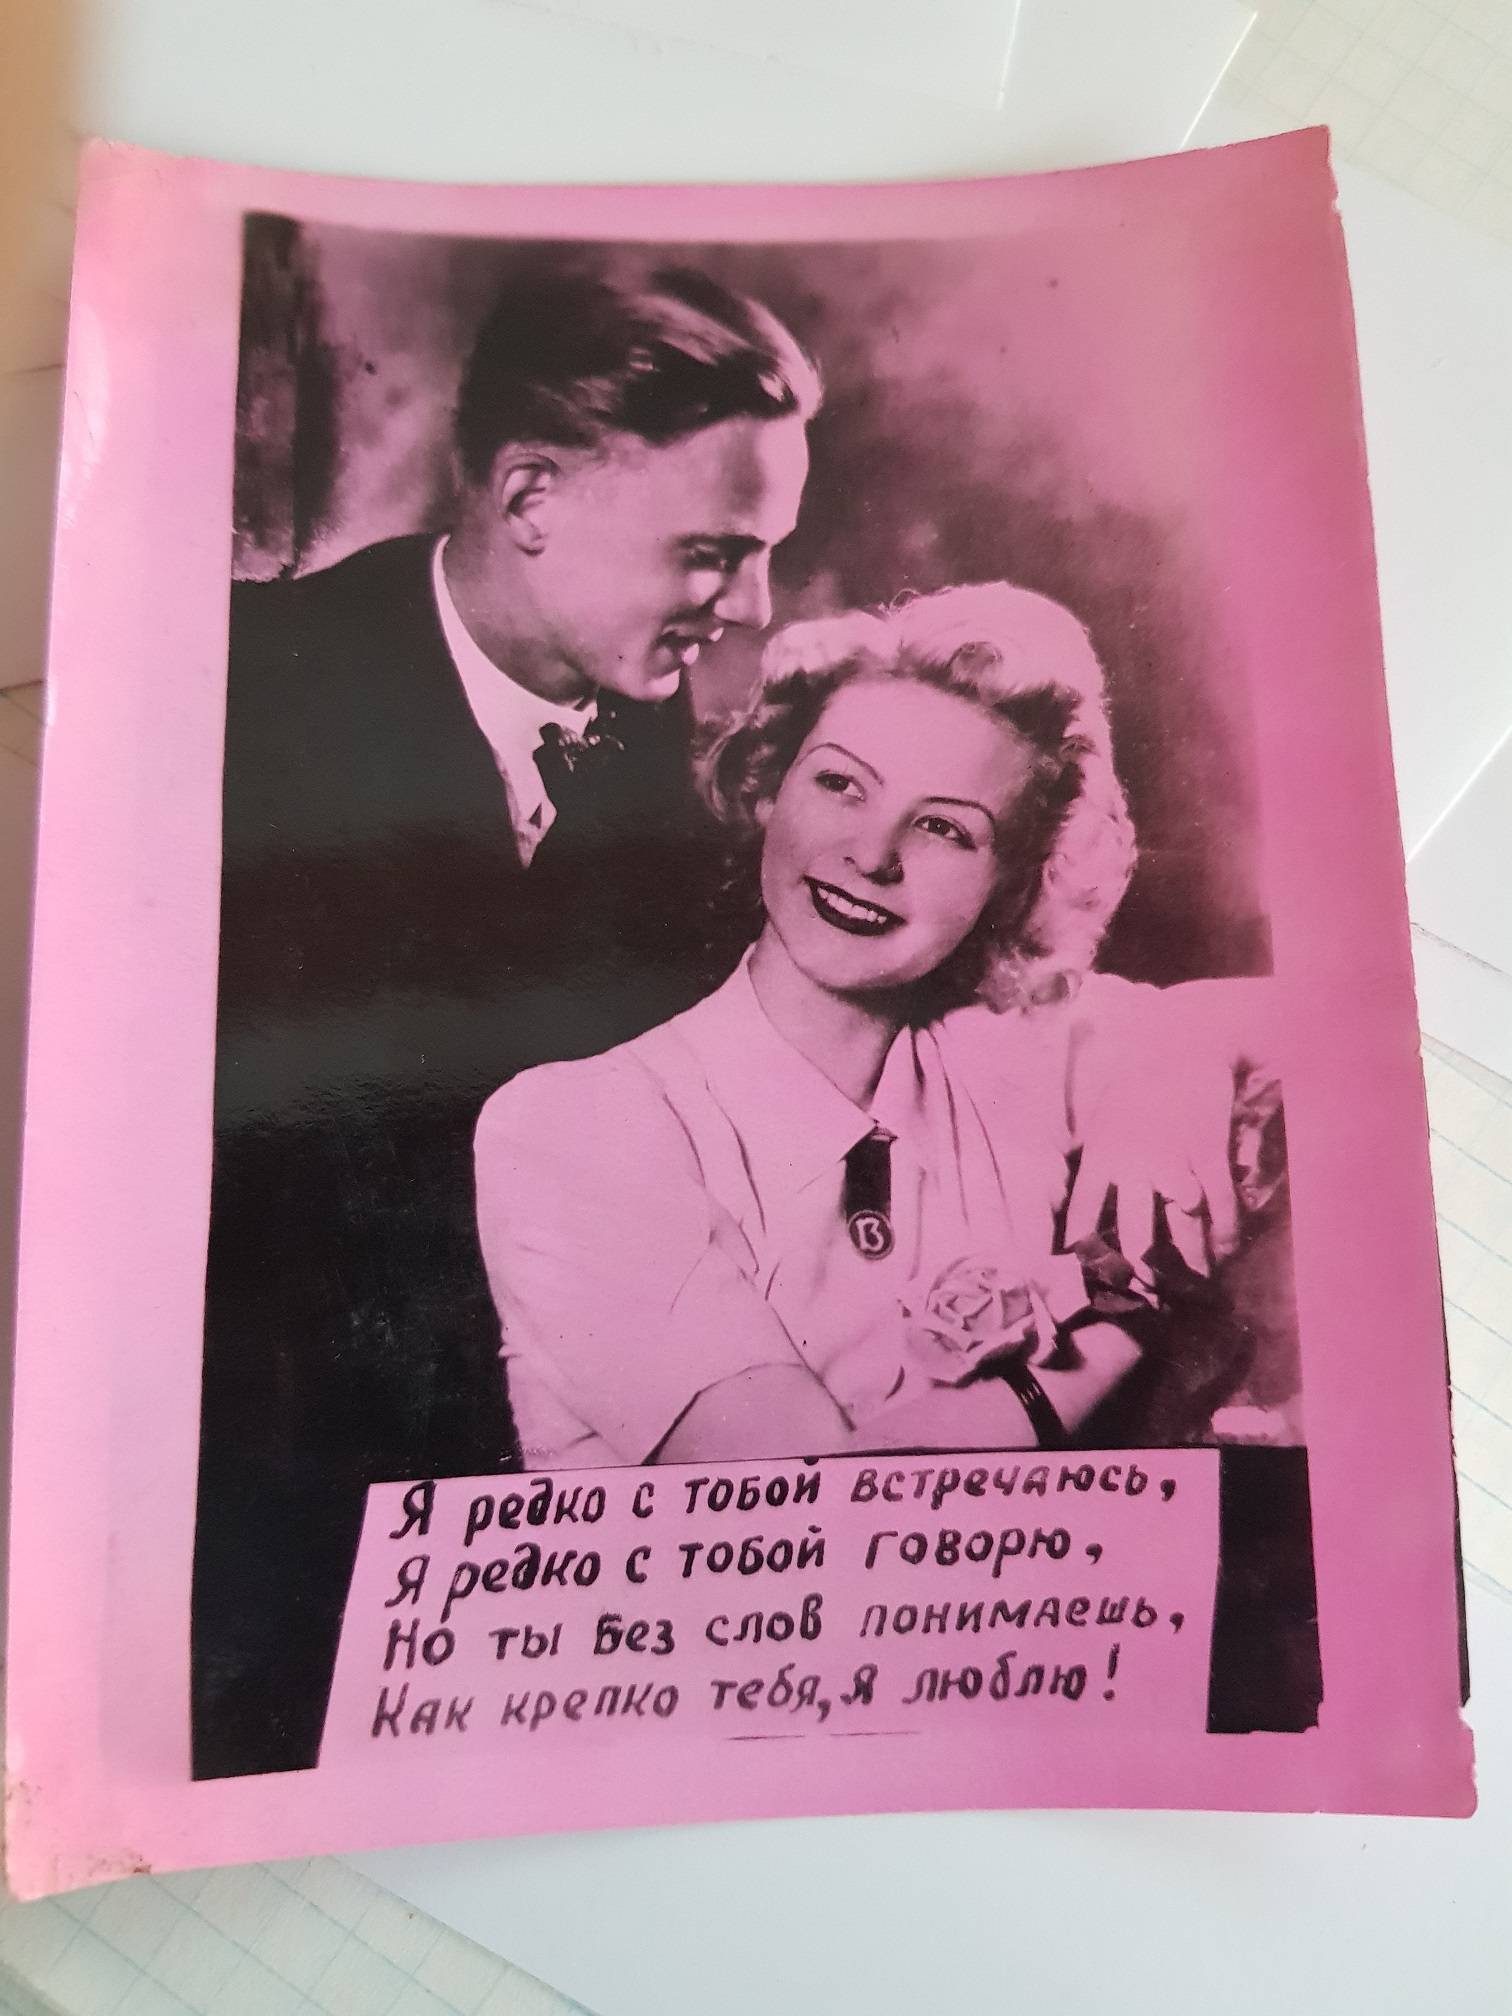 B
Я редко с тобой встречаюсь,
Я редко с тобой говорю,
Но ты без слов понимаешь,
Как крепко тебя, я люблю!